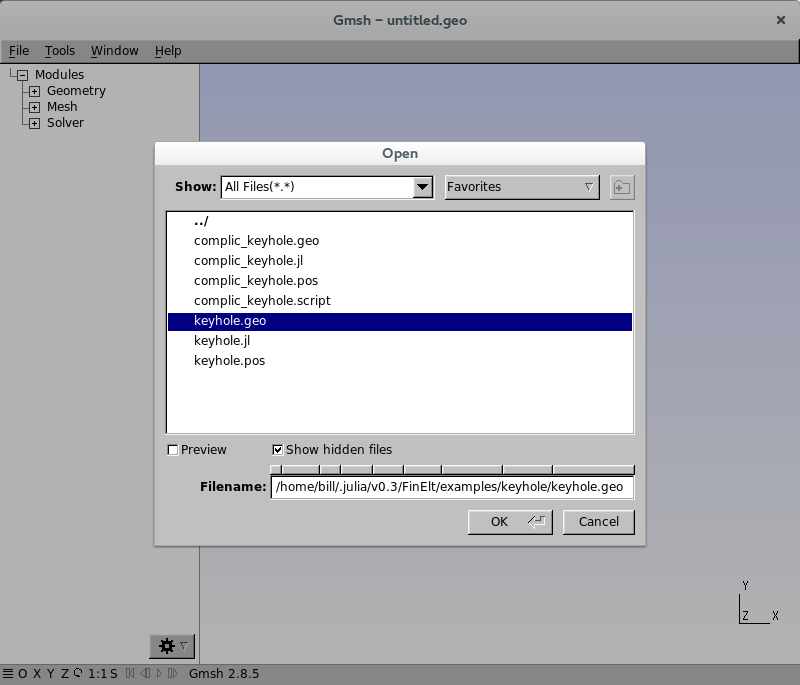 Gmsh - untitled.geo
File Tools Window Help
Modules
Geometry
Mesh
Solver
Open
Show: All Files(*.*) Favorites
../
complic_keyhole.geo
complic_keyhole.jl
complic_keyhole.pos
complic_keyhole.script
keyhole.geo
keyhole.jl
keyhole.pos
Preview Show hidden files
Filename: /home/bill/.julia/v0.3/FinElt/examples/keyhole/keyhole.geo
OK Cancel
Y
Z X
O X Y Z 1:1 S Gmsh 2.8.5